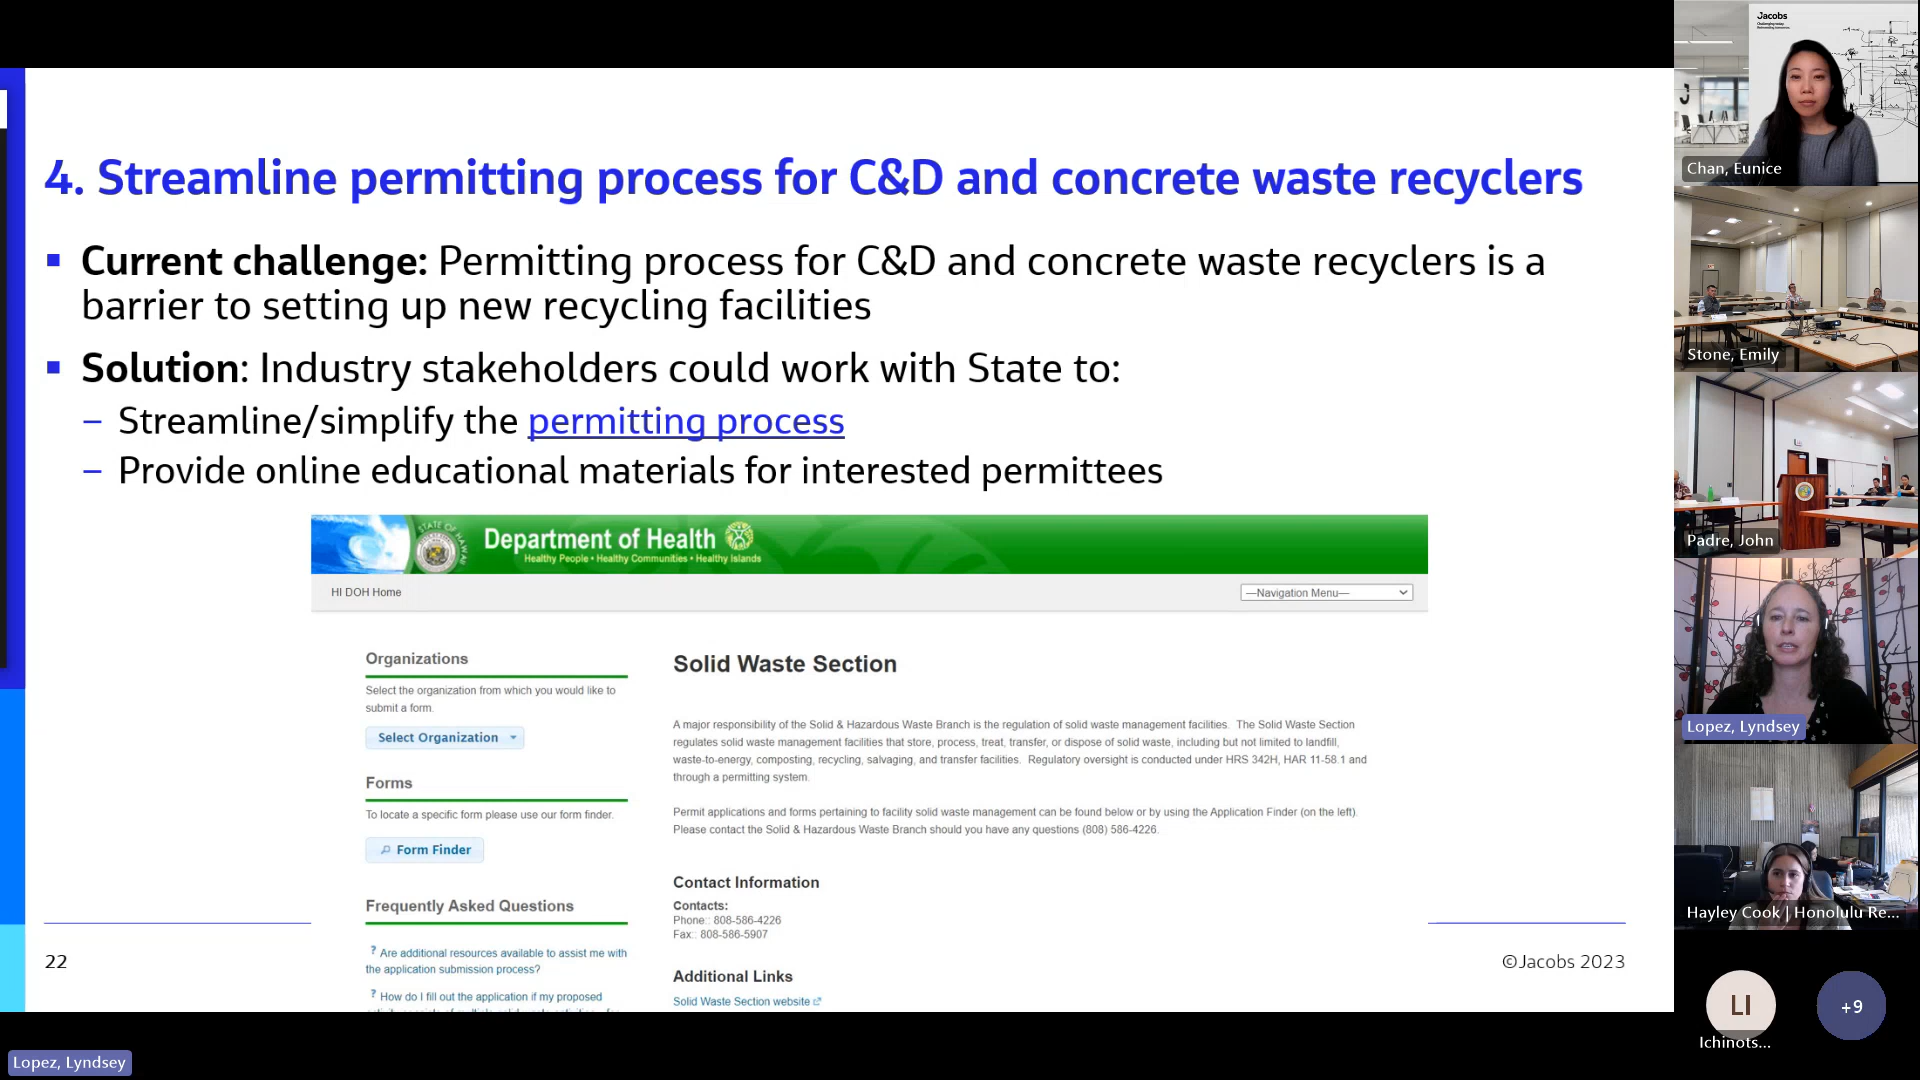 4. Streamline permitting process for C&D and concrete waste recyclers
▪ Current challenge: Permitting process for C&D and concrete waste recyclers is a
barrier to setting up new recycling facilities
▪ Solution: Industry stakeholders could work with State to:
– Streamline/simplify the permitting process
– Provide online educational materials for interested permittees
STATE OF HAWAII
Department of Health
Healthy People • Healthy Communities • Healthy Islands
HI DOH Home
—Navigation Menu—
Organizations
Select the organization from which you would like to
submit a form.
Select Organization
Forms
To locate a specific form please use our form finder.
Form Finder
Frequently Asked Questions
? Are additional resources available to assist me with
the application submission process?
? How do I fill out the application if my proposed
Solid Waste Section
A major responsibility of the Solid & Hazardous Waste Branch is the regulation of solid waste management facilities. The Solid Waste Section
regulates solid waste management facilities that store, process, treat, transfer, or dispose of solid waste, including but not limited to landfill,
waste-to-energy, composting, recycling, salvaging, and transfer facilities. Regulatory oversight is conducted under HRS 342H, HAR 11-58.1 and
through a permitting system.
Permit applications and forms pertaining to facility solid waste management can be found below or by using the Application Finder (on the left).
Please contact the Solid & Hazardous Waste Branch should you have any questions (808) 586-4226.
Contact Information
Contacts:
Phone:: 808-586-4226
Fax:: 808-586-5907
Additional Links
Solid Waste Section website
22
©Jacobs 2023
Lopez, Lyndsey
Jacobs
Chan, Eunice
Stone, Emily
Padre, John
Lopez, Lyndsey
Hayley Cook | Honolulu Re...
LI
Ichinots...
+9